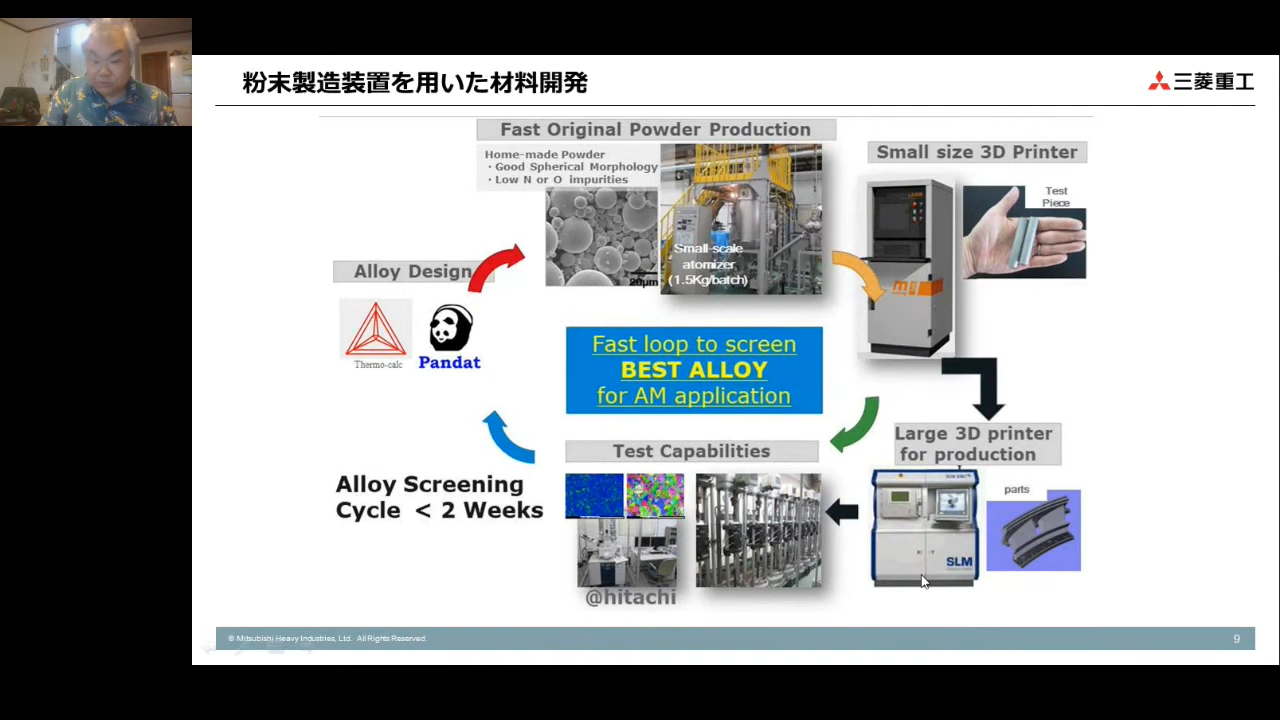 粉末製造装置を用いた材料開発
三菱重工
Fast Original Powder Production
Home-made Powder
・Good Spherical Morphology
・Low N or O impurities
Small-scale
atomizer
(1.5Kg/batch)
20μm
Small size 3D Printer
Test
Piece
Alloy Design
Thermo-calc
Pandat
Fast loop to screen
BEST ALLOY
for AM application
Large 3D printer
for production
parts
SLM
Test Capabilities
@hitachi
Alloy Screening
Cycle < 2 Weeks
© Mitsubishi Heavy Industries, Ltd. All Rights Reserved.
9